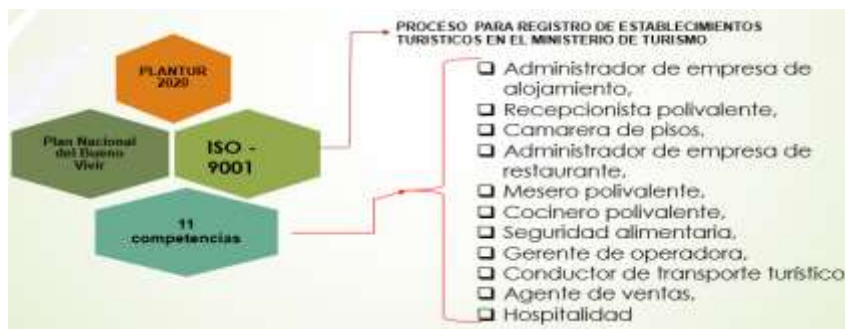 PROCESO PARA REGISTRO DE ESTABLECIMIENTOS
TURISTICOS EN EL MINISTERIO DE TURISMO
PLANTUR
2020
Plan Nacional
del Bueno
Vivir
ISO -
9001
11
competencias
Administrador de empresa de
alojamiento,
Recepcionista polivalente,
Camarera de pisos,
Administrador de empresa de
restaurante,
Mesero polivalente,
Cocinero polivalente,
Seguridad alimentaria,
Gerente de operadora,
Conductor de transporte turístico
Agente de ventas,
Hospitalidad